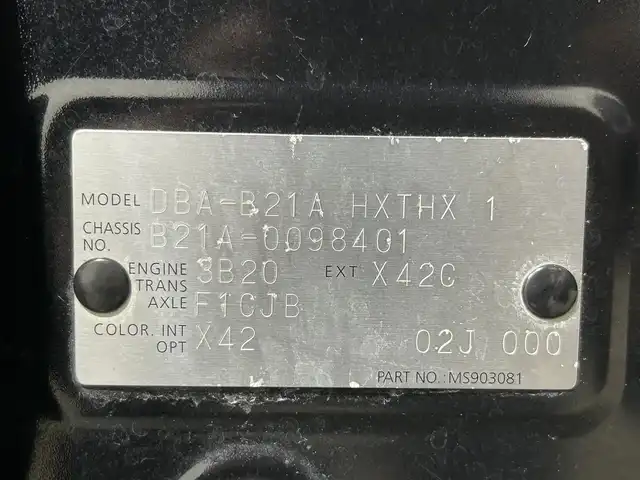 MODEL DBA-B21A HXTHX 1
CHASSIS NO. B21A-0098401
ENGINE 3B20 EXT X42C
TRANS AXLE F1CJB
COLOR. INT OPT X42 02J 000
PART NO.: MS903081